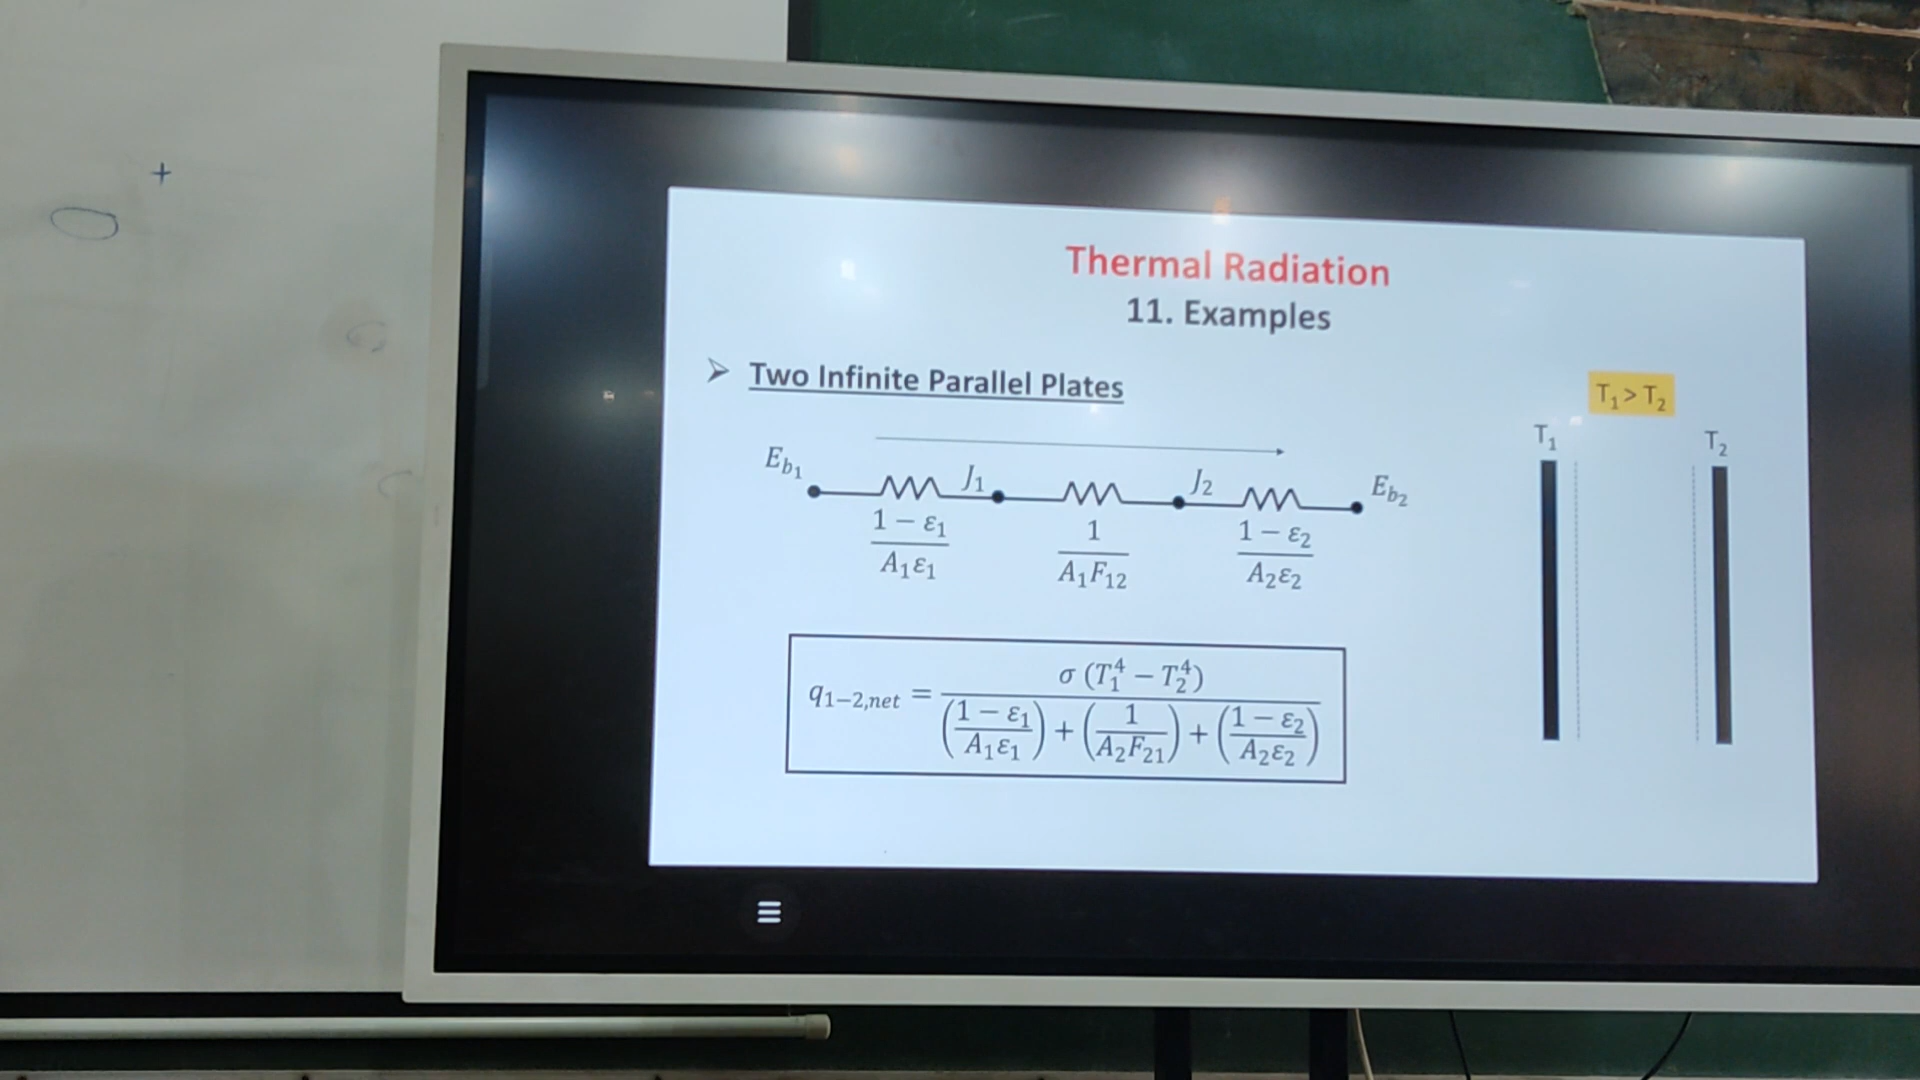 +
Thermal Radiation
11. Examples
➢ Two Infinite Parallel Plates
T₁ > T₂
T₁
T₂
E_b₁ J₁ J₂ E_b₂
(1 − ε₁)/(A₁ε₁) 1/(A₁F₁₂) (1 − ε₂)/(A₂ε₂)
q₁₋₂,net = σ (T₁⁴ − T₂⁴) / [((1 − ε₁)/(A₁ε₁)) + (1/(A₂F₂₁)) + ((1 − ε₂)/(A₂ε₂))]